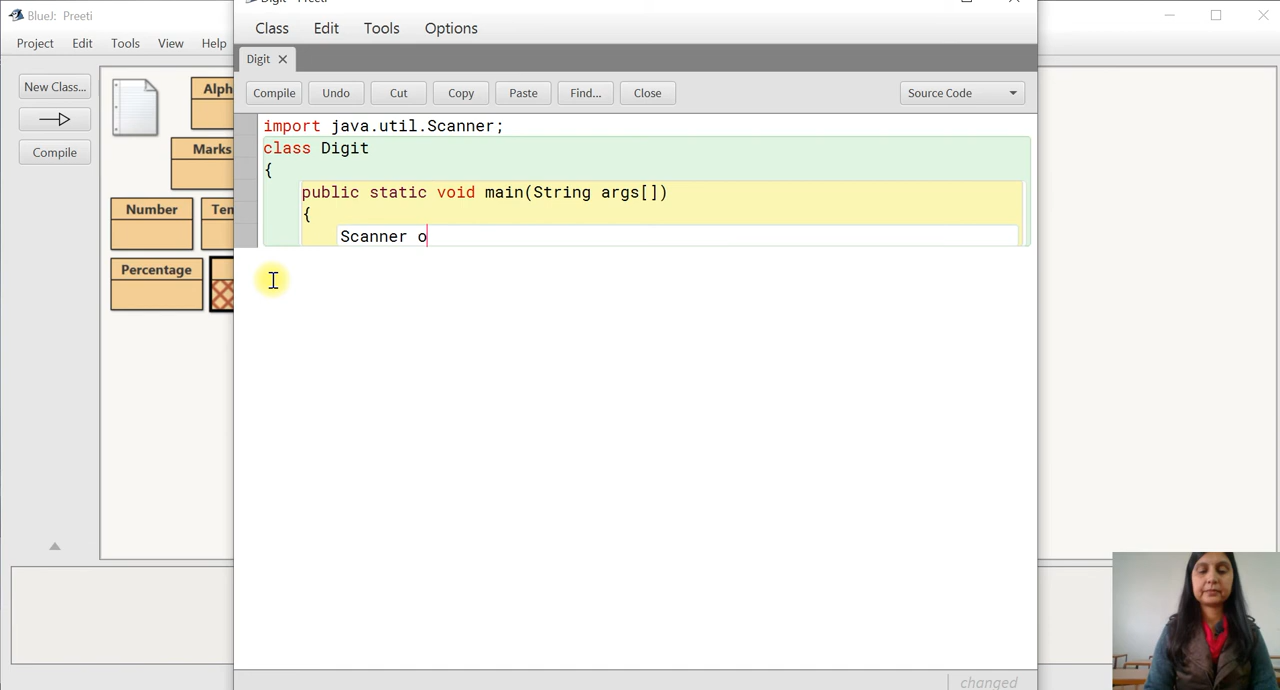 BlueJ: Preeti
Project Edit Tools View Help
New Class...
Compile
Alph
Marks
Number
Ten
Percentage
Class Edit Tools Options
Digit
Compile Undo Cut Copy Paste Find... Close Source Code
import java.util.Scanner;
class Digit
{
public static void main(String args[])
{
Scanner o
changed